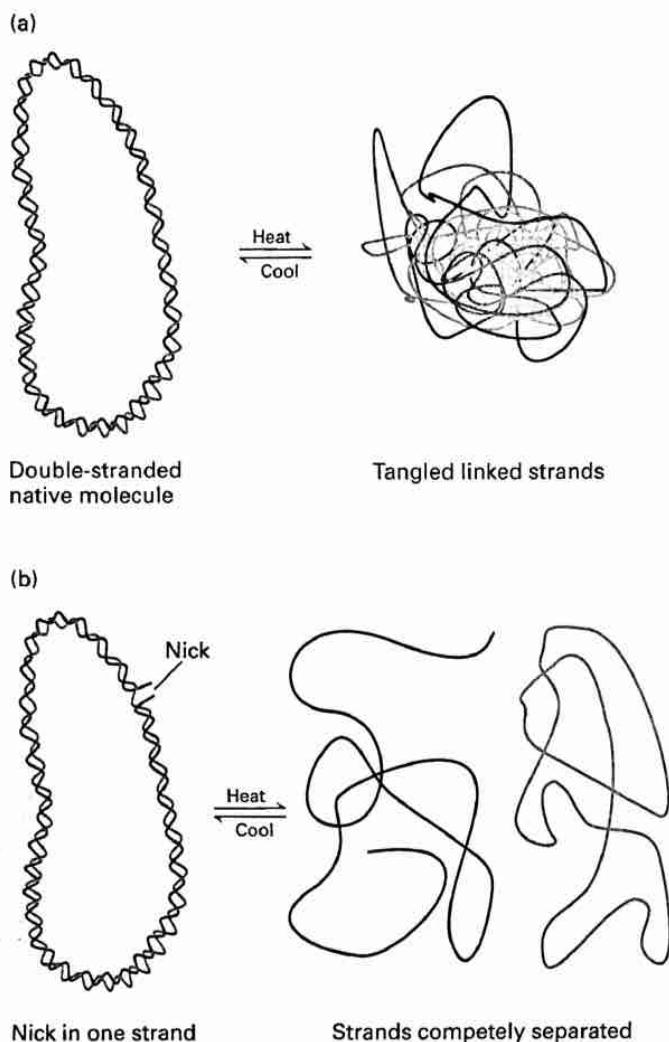 (a)
Heat
Cool
Double-stranded
native molecule
Tangled linked strands
(b)
Nick
Heat
Cool
Nick in one strand
Strands competely separated